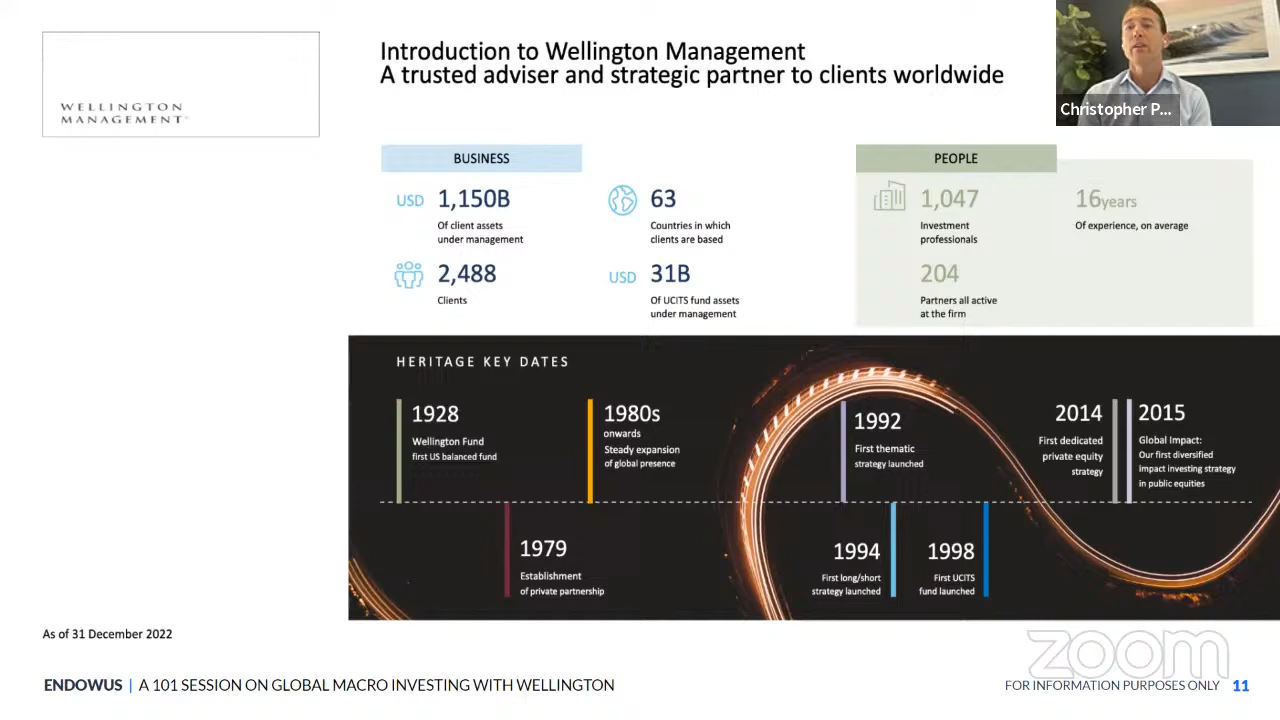 WELLINGTON
MANAGEMENT®
Introduction to Wellington Management
A trusted adviser and strategic partner to clients worldwide
Christopher P...
BUSINESS
USD 1,150B
Of client assets
under management
63
Countries in which
clients are based
2,488
Clients
USD 31B
Of UCITS fund assets
under management
PEOPLE
1,047
Investment
professionals
16years
Of experience, on average
204
Partners all active
at the firm
HERITAGE KEY DATES
1928
Wellington Fund
first US balanced fund
1979
Establishment
of private partnership
1980s
onwards
Steady expansion
of global presence
1992
First thematic
strategy launched
1994
First long/short
strategy launched
1998
First UCITS
fund launched
2014
First dedicated
private equity
strategy
2015
Global Impact:
Our first diversified
impact investing strategy
in public equities
As of 31 December 2022
zoom
ENDOWUS | A 101 SESSION ON GLOBAL MACRO INVESTING WITH WELLINGTON
FOR INFORMATION PURPOSES ONLY 11